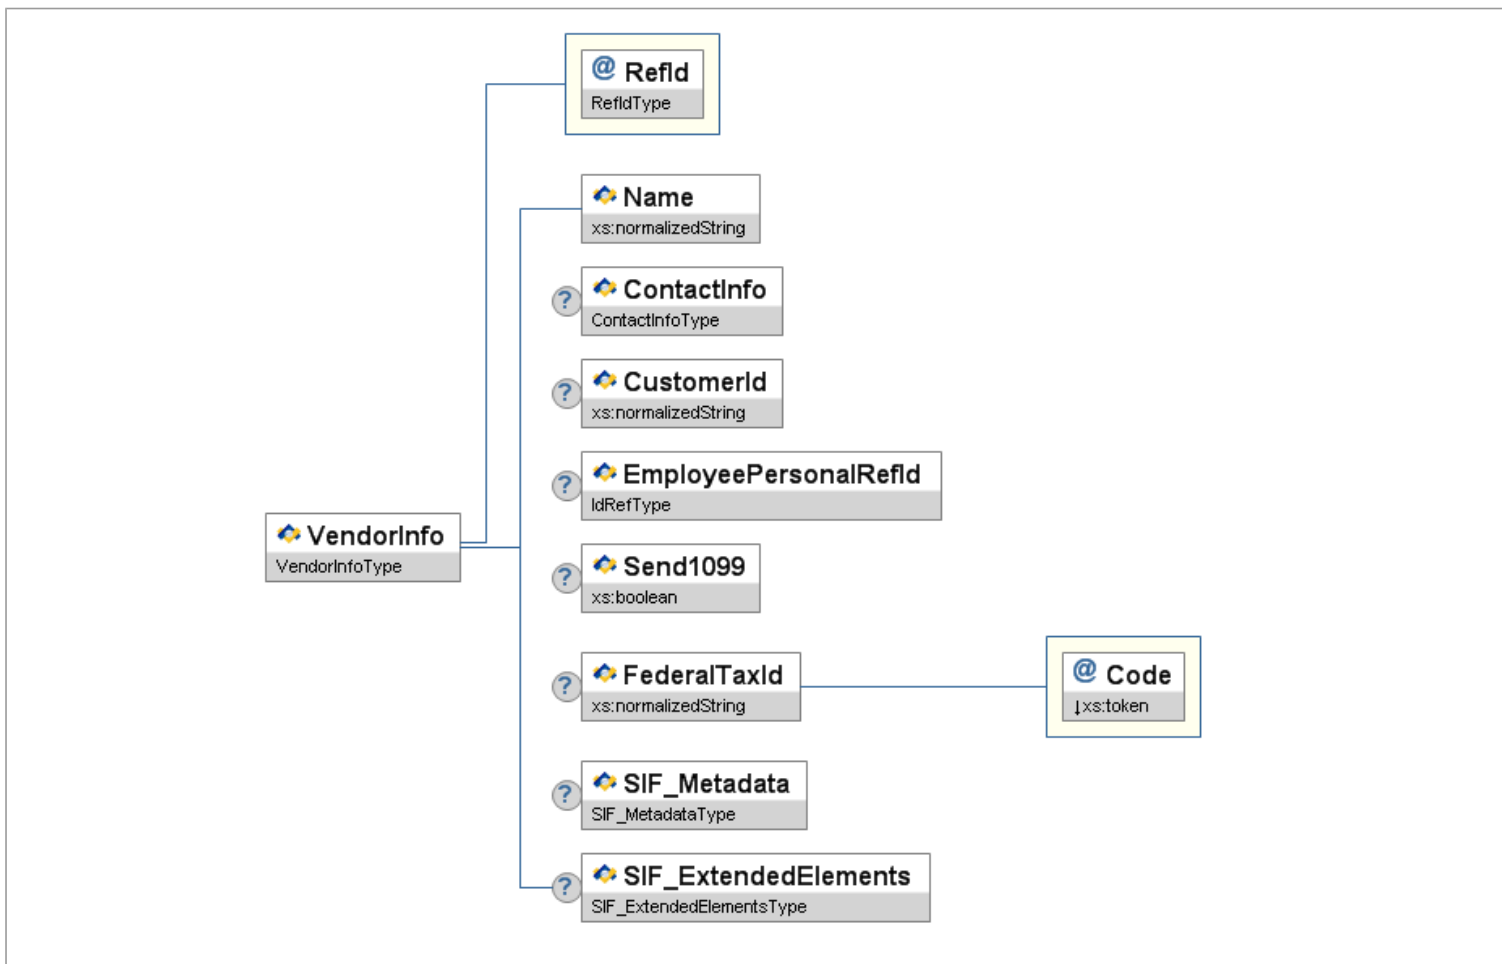 @ RefId
RefIdType
Name
xs:normalizedString
? ContactInfo
ContactInfoType
? CustomerId
xs:normalizedString
? EmployeePersonalRefId
IdRefType
VendorInfo
VendorInfoType
? Send1099
xs:boolean
? FederalTaxId
xs:normalizedString
@ Code
↓xs:token
? SIF_Metadata
SIF_MetadataType
? SIF_ExtendedElements
SIF_ExtendedElementsType